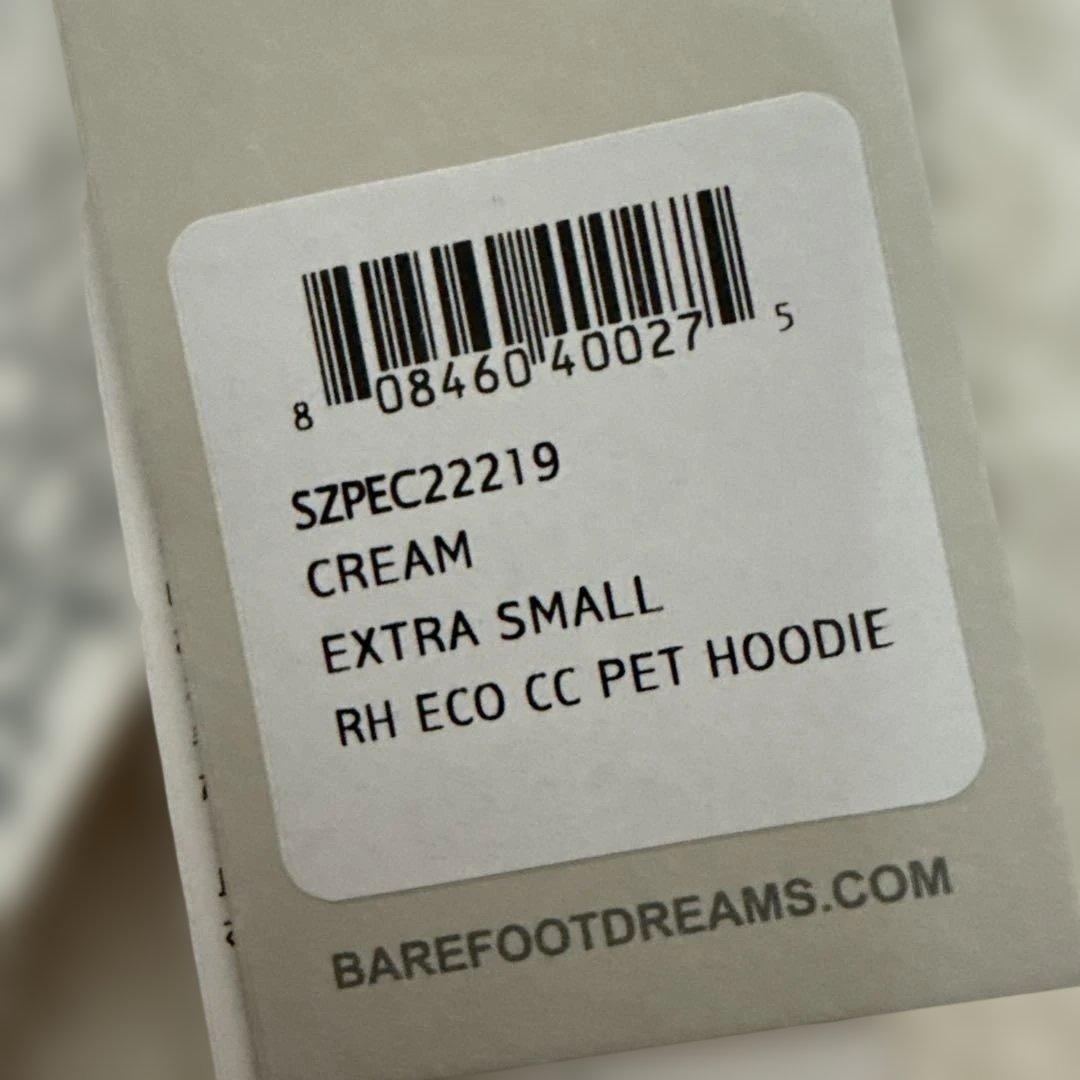 8 08460 40027 5
SZPEC22219
CREAM
EXTRA SMALL
RH ECO CC PET HOODIE
BAREFOOTDREAMS.COM